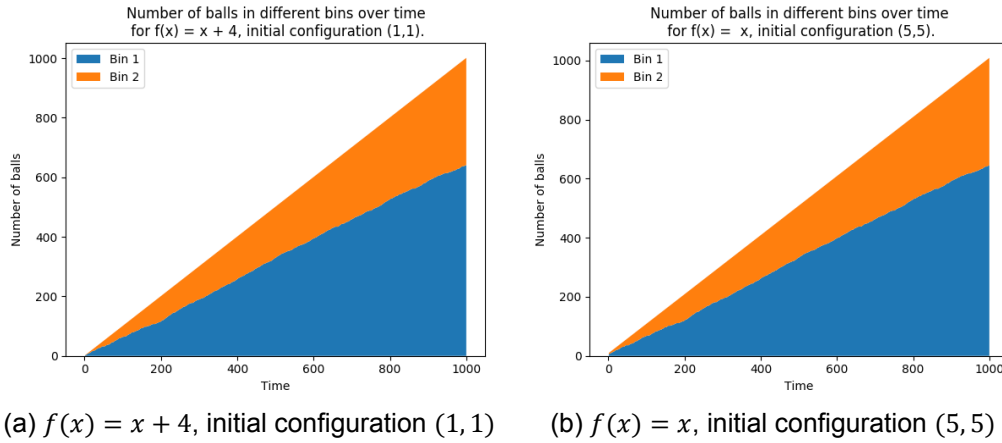 Number of balls in different bins over time
for f(x) = x + 4, initial configuration (1,1).
Bin 1
Bin 2
1000
800
600
400
200
0
Number of balls
0
200
400
600
800
1000
Time
(a) f(x) = x + 4, initial configuration (1, 1)
Number of balls in different bins over time
for f(x) =  x, initial configuration (5,5).
Bin 1
Bin 2
1000
800
600
400
200
0
Number of balls
0
200
400
600
800
1000
Time
(b) f(x) = x, initial configuration (5, 5)